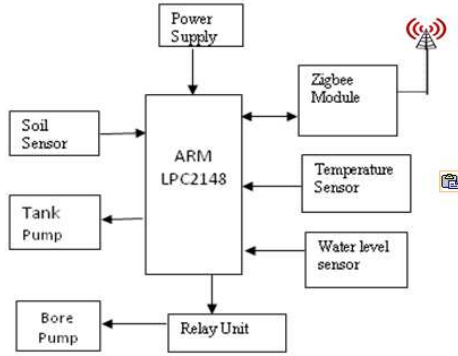 Power
Supply
Zigbee
Module
Soil
Sensor
ARM
LPC2148
Temperature
Sensor
Tank
Pump
Water level
sensor
Bore
Pump
Relay Unit